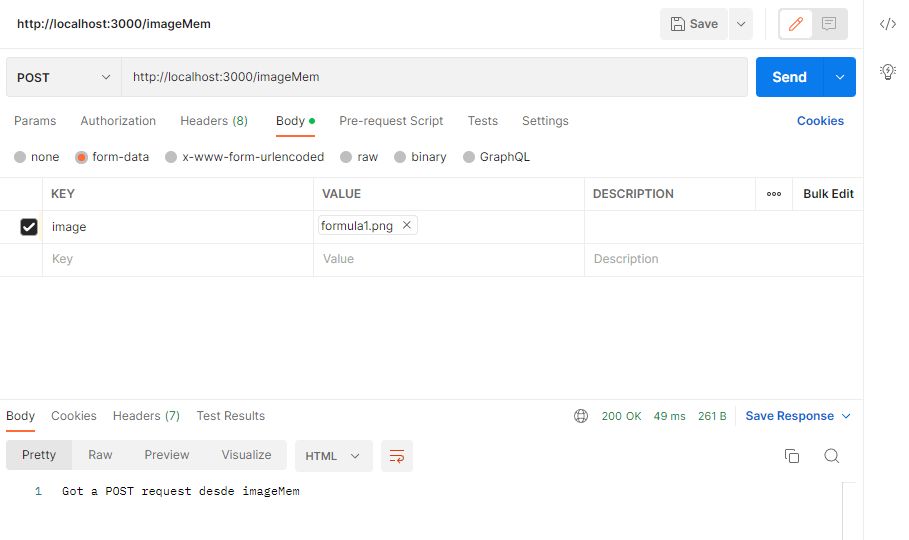 http://localhost:3000/imageMem
Save
POST
http://localhost:3000/imageMem
Send
Params Authorization Headers (8) Body Pre-request Script Tests Settings Cookies
none form-data x-www-form-urlencoded raw binary GraphQL
KEY VALUE DESCRIPTION Bulk Edit
image formula1.png
Key Value Description
Body Cookies Headers (7) Test Results 200 OK 49 ms 261 B Save Response
Pretty Raw Preview Visualize HTML
1 Got a POST request desde imageMem